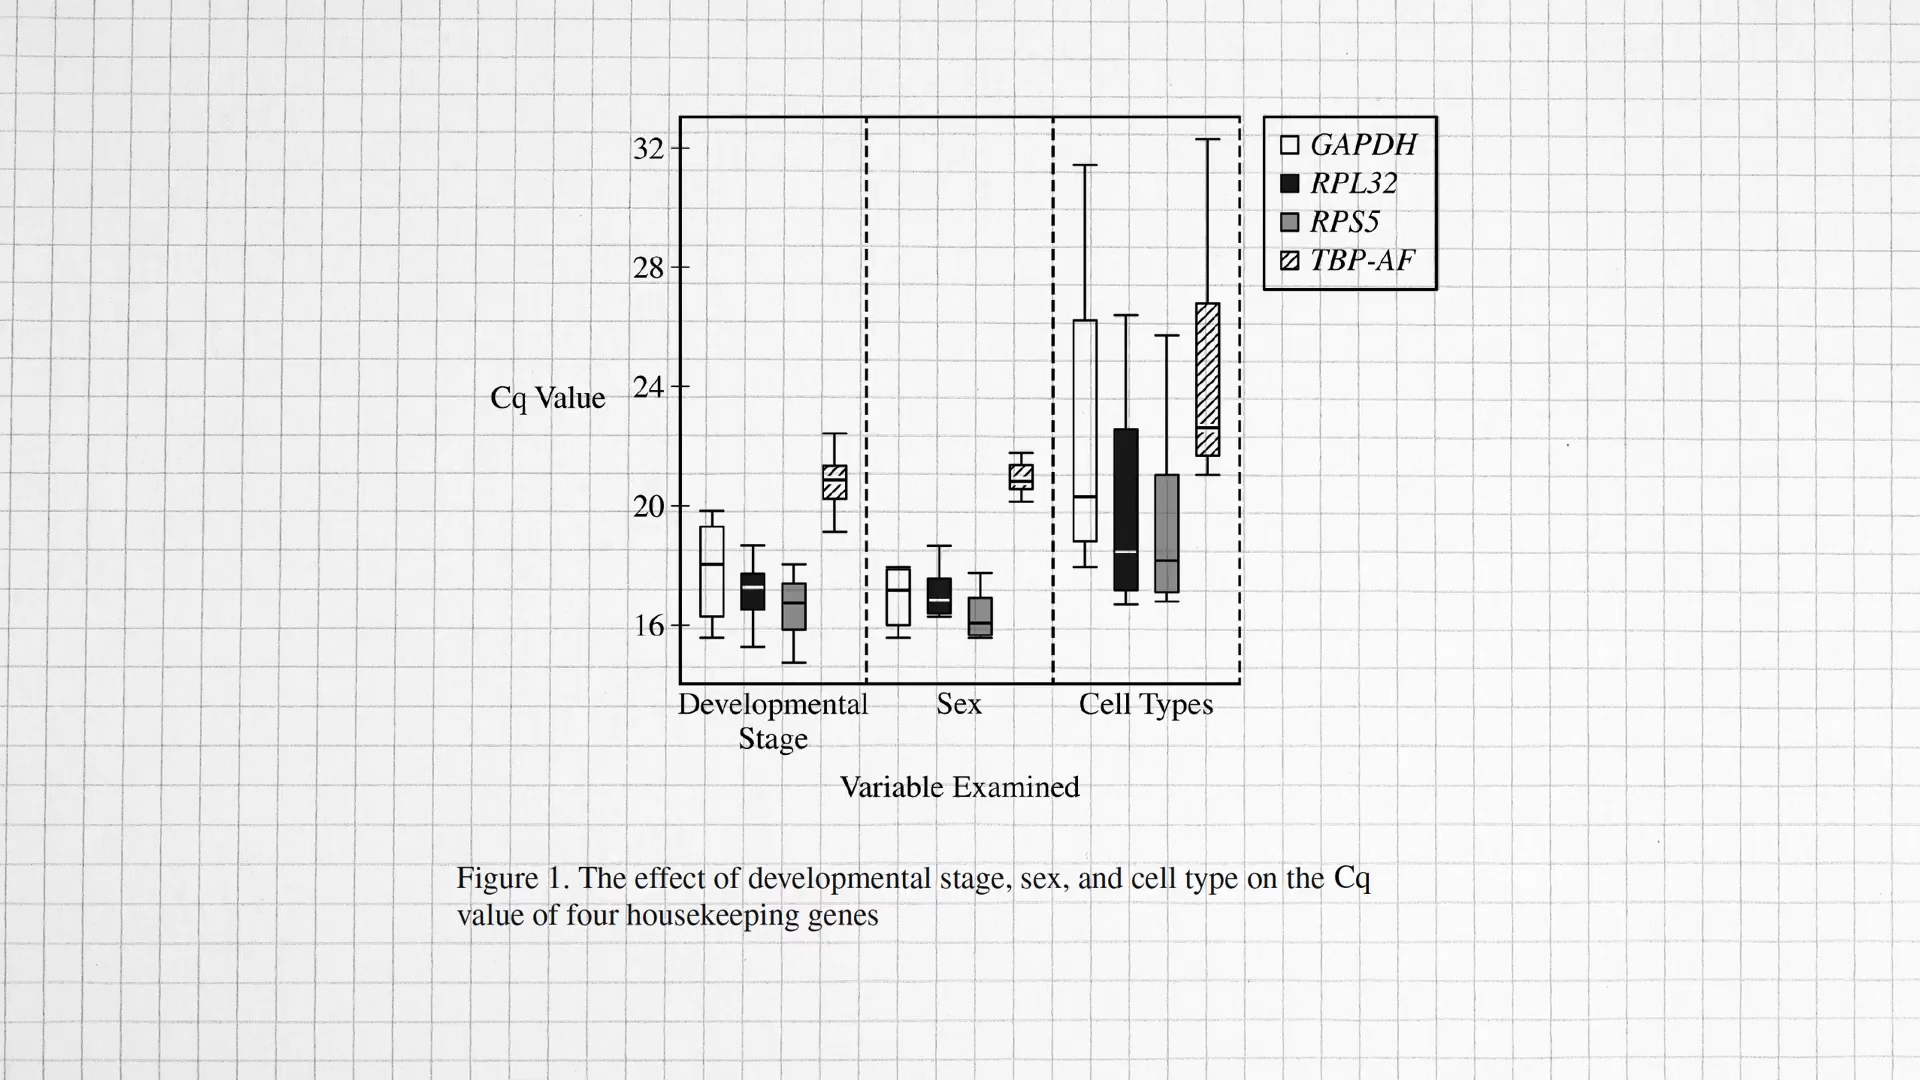 32
28
24
20
16
Cq Value
GAPDH
RPL32
RPS5
TBP-AF
Developmental
Stage
Sex
Cell Types
Variable Examined
Figure 1. The effect of developmental stage, sex, and cell type on the Cq
value of four housekeeping genes